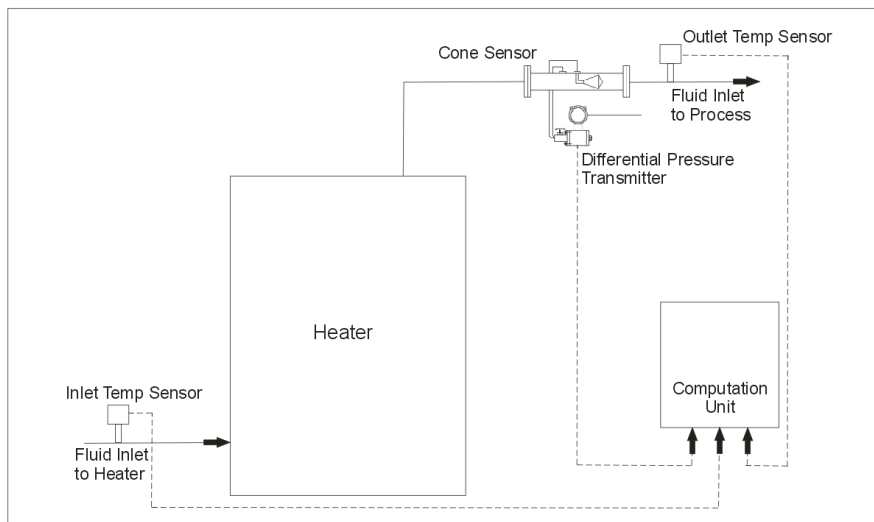 Outlet Temp Sensor
Cone Sensor
Fluid Inlet
to Process
Differential Pressure
Transmitter
Heater
Inlet Temp Sensor
Computation
Unit
Fluid Inlet
to Heater